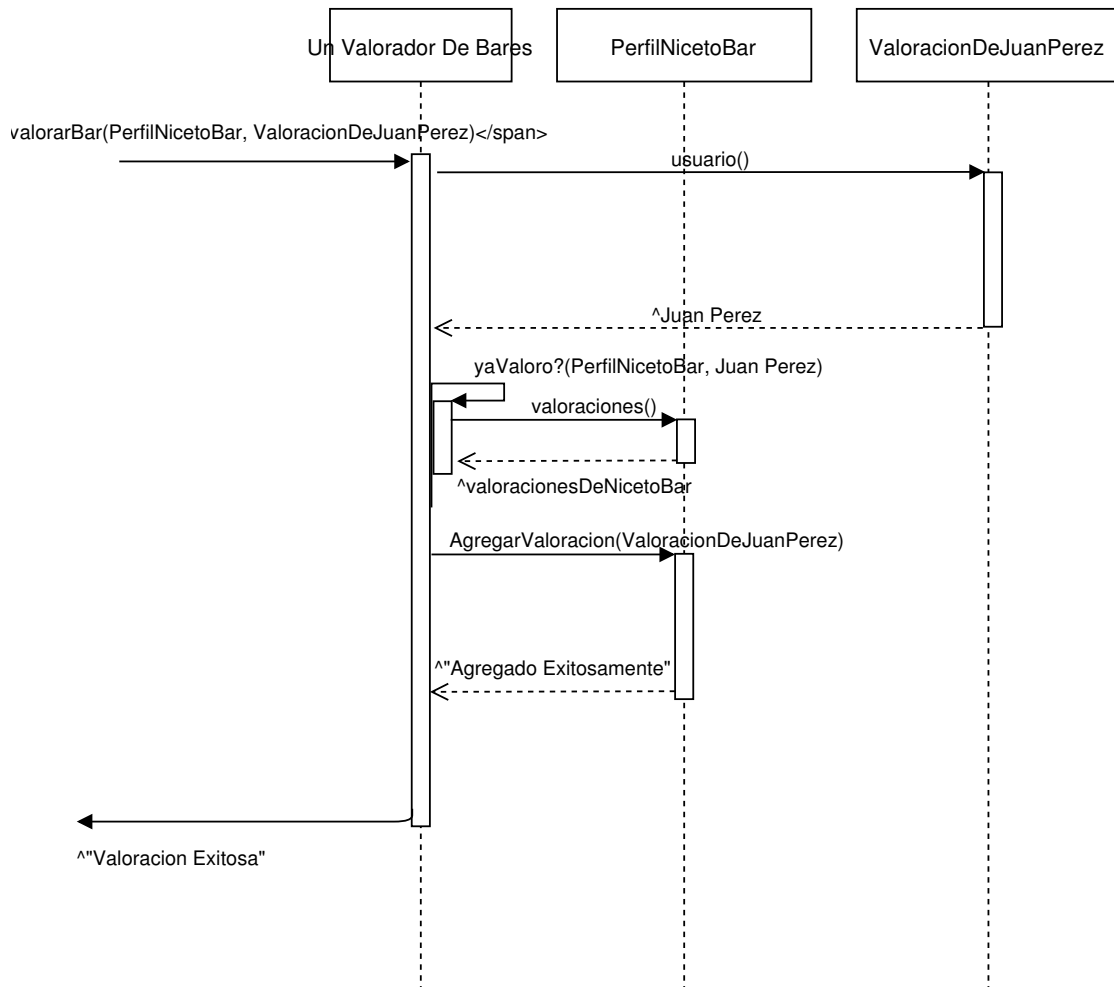 Un Valorador De Bares
PerfilNicetoBar
ValoracionDeJuanPerez
valorarBar(PerfilNicetoBar, ValoracionDeJuanPerez)</span>
usuario()
^Juan Perez
yaValoro?(PerfilNicetoBar, Juan Perez)
valoraciones()
^valoracionesDeNicetoBar
AgregarValoracion(ValoracionDeJuanPerez)
^"Agregado Exitosamente"
^"Valoracion Exitosa"